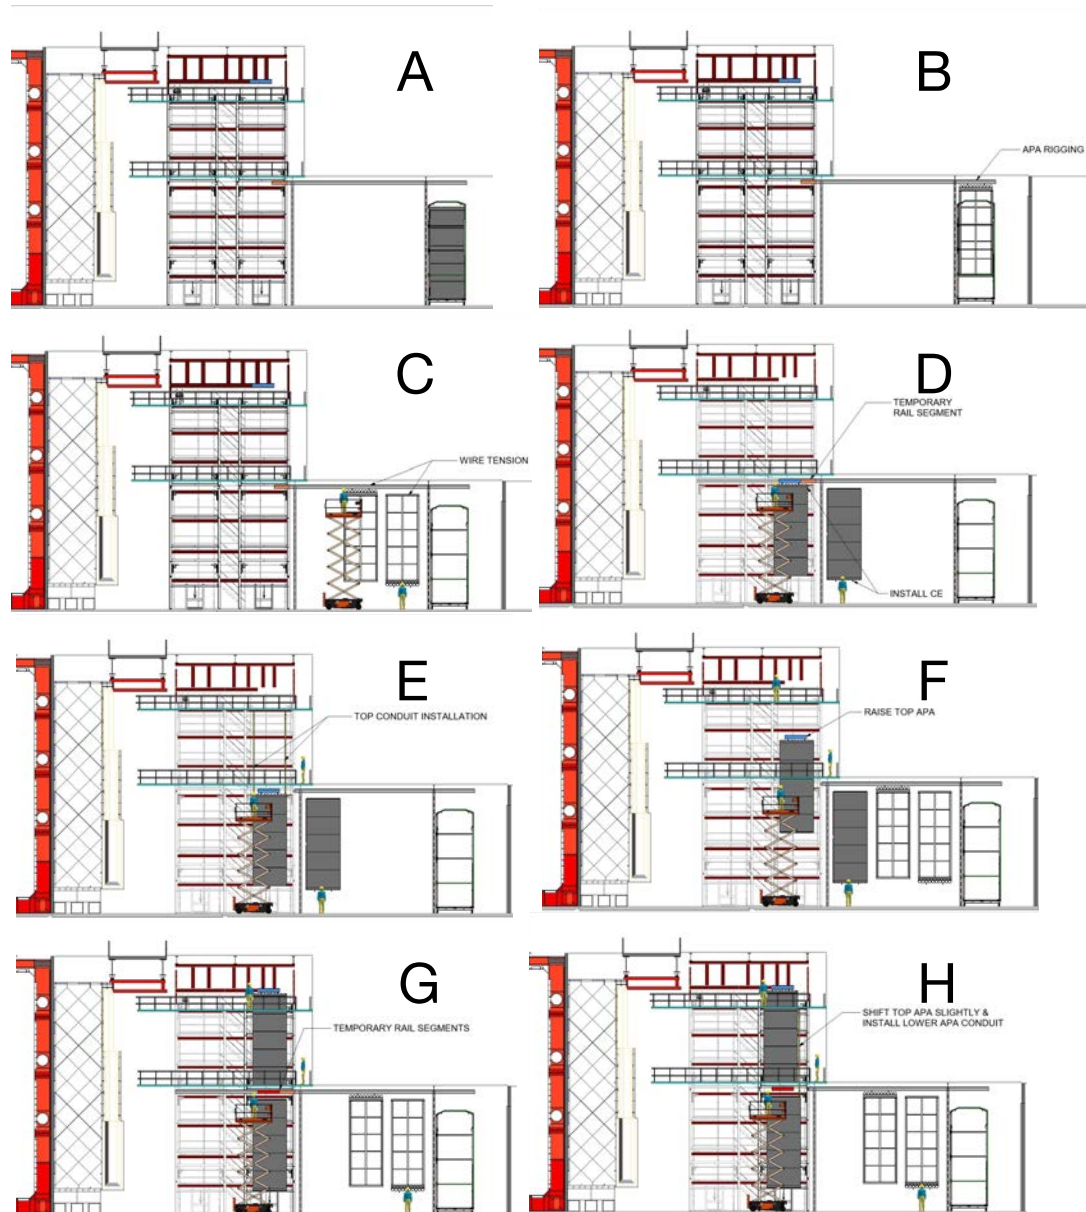 A
B
APA RIGGING
C
WIRE TENSION
D
TEMPORARY
RAIL SEGMENT
INSTALL CE
E
TOP CONDUIT INSTALLATION
F
RAISE TOP APA
G
TEMPORARY RAIL SEGMENTS
H
SHIFT TOP APA SLIGHTLY &
INSTALL LOWER APA CONDUIT